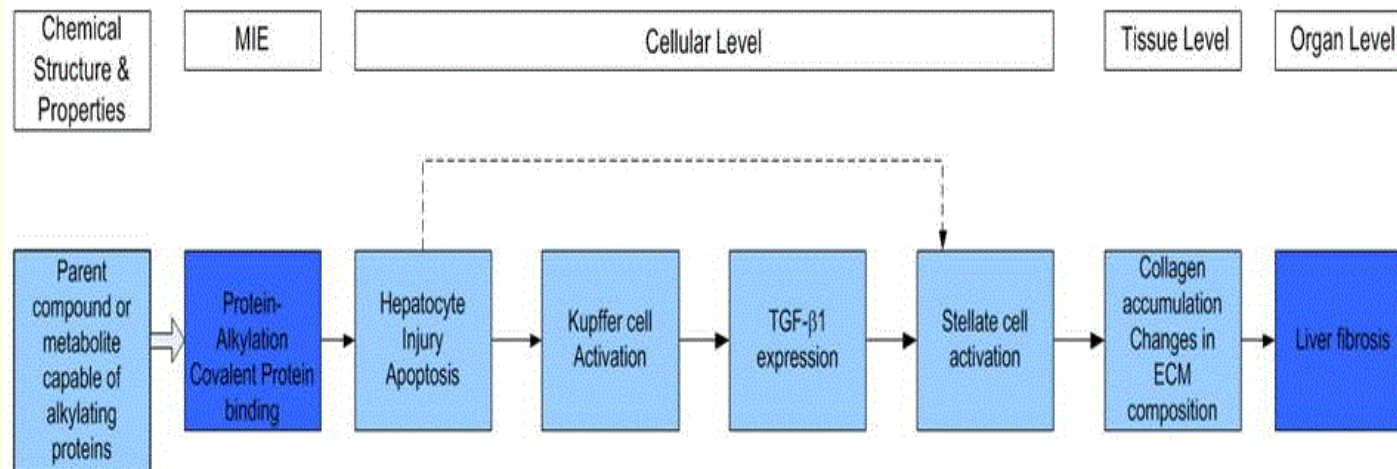 Chemical
Structure &
Properties
MIE
Cellular Level
Tissue Level
Organ Level
Parent
compound or
metabolite
capable of
alkylating
proteins
Protein-
Alkylation
Covalent Protein
binding
Hepatocyte
Injury
Apoptosis
Kupffer cell
Activation
TGF-β1
expression
Stellate cell
activation
Collagen
accumulation
Changes in
ECM
composition
Liver fibrosis